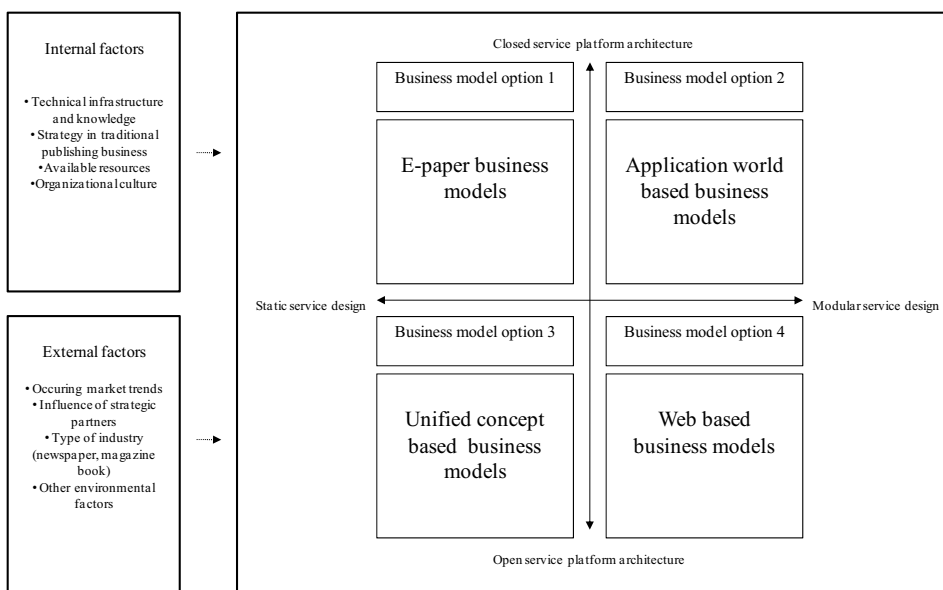 Internal factors
• Technical infrastructure
and knowledge
• Strategy in traditional
publishing business
• Available resources
• Organizational culture
External factors
• Occuring market trends
• Influence of strategic
partners
• Type of industry
(newspaper, magazine
book)
• Other environmental
factors
Closed service platform architecture
Business model option 1
Business model option 2
E-paper business
models
Application world
based business
models
Static service design
Modular service design
Business model option 3
Business model option 4
Unified concept
based business
models
Web based
business models
Open service platform architecture